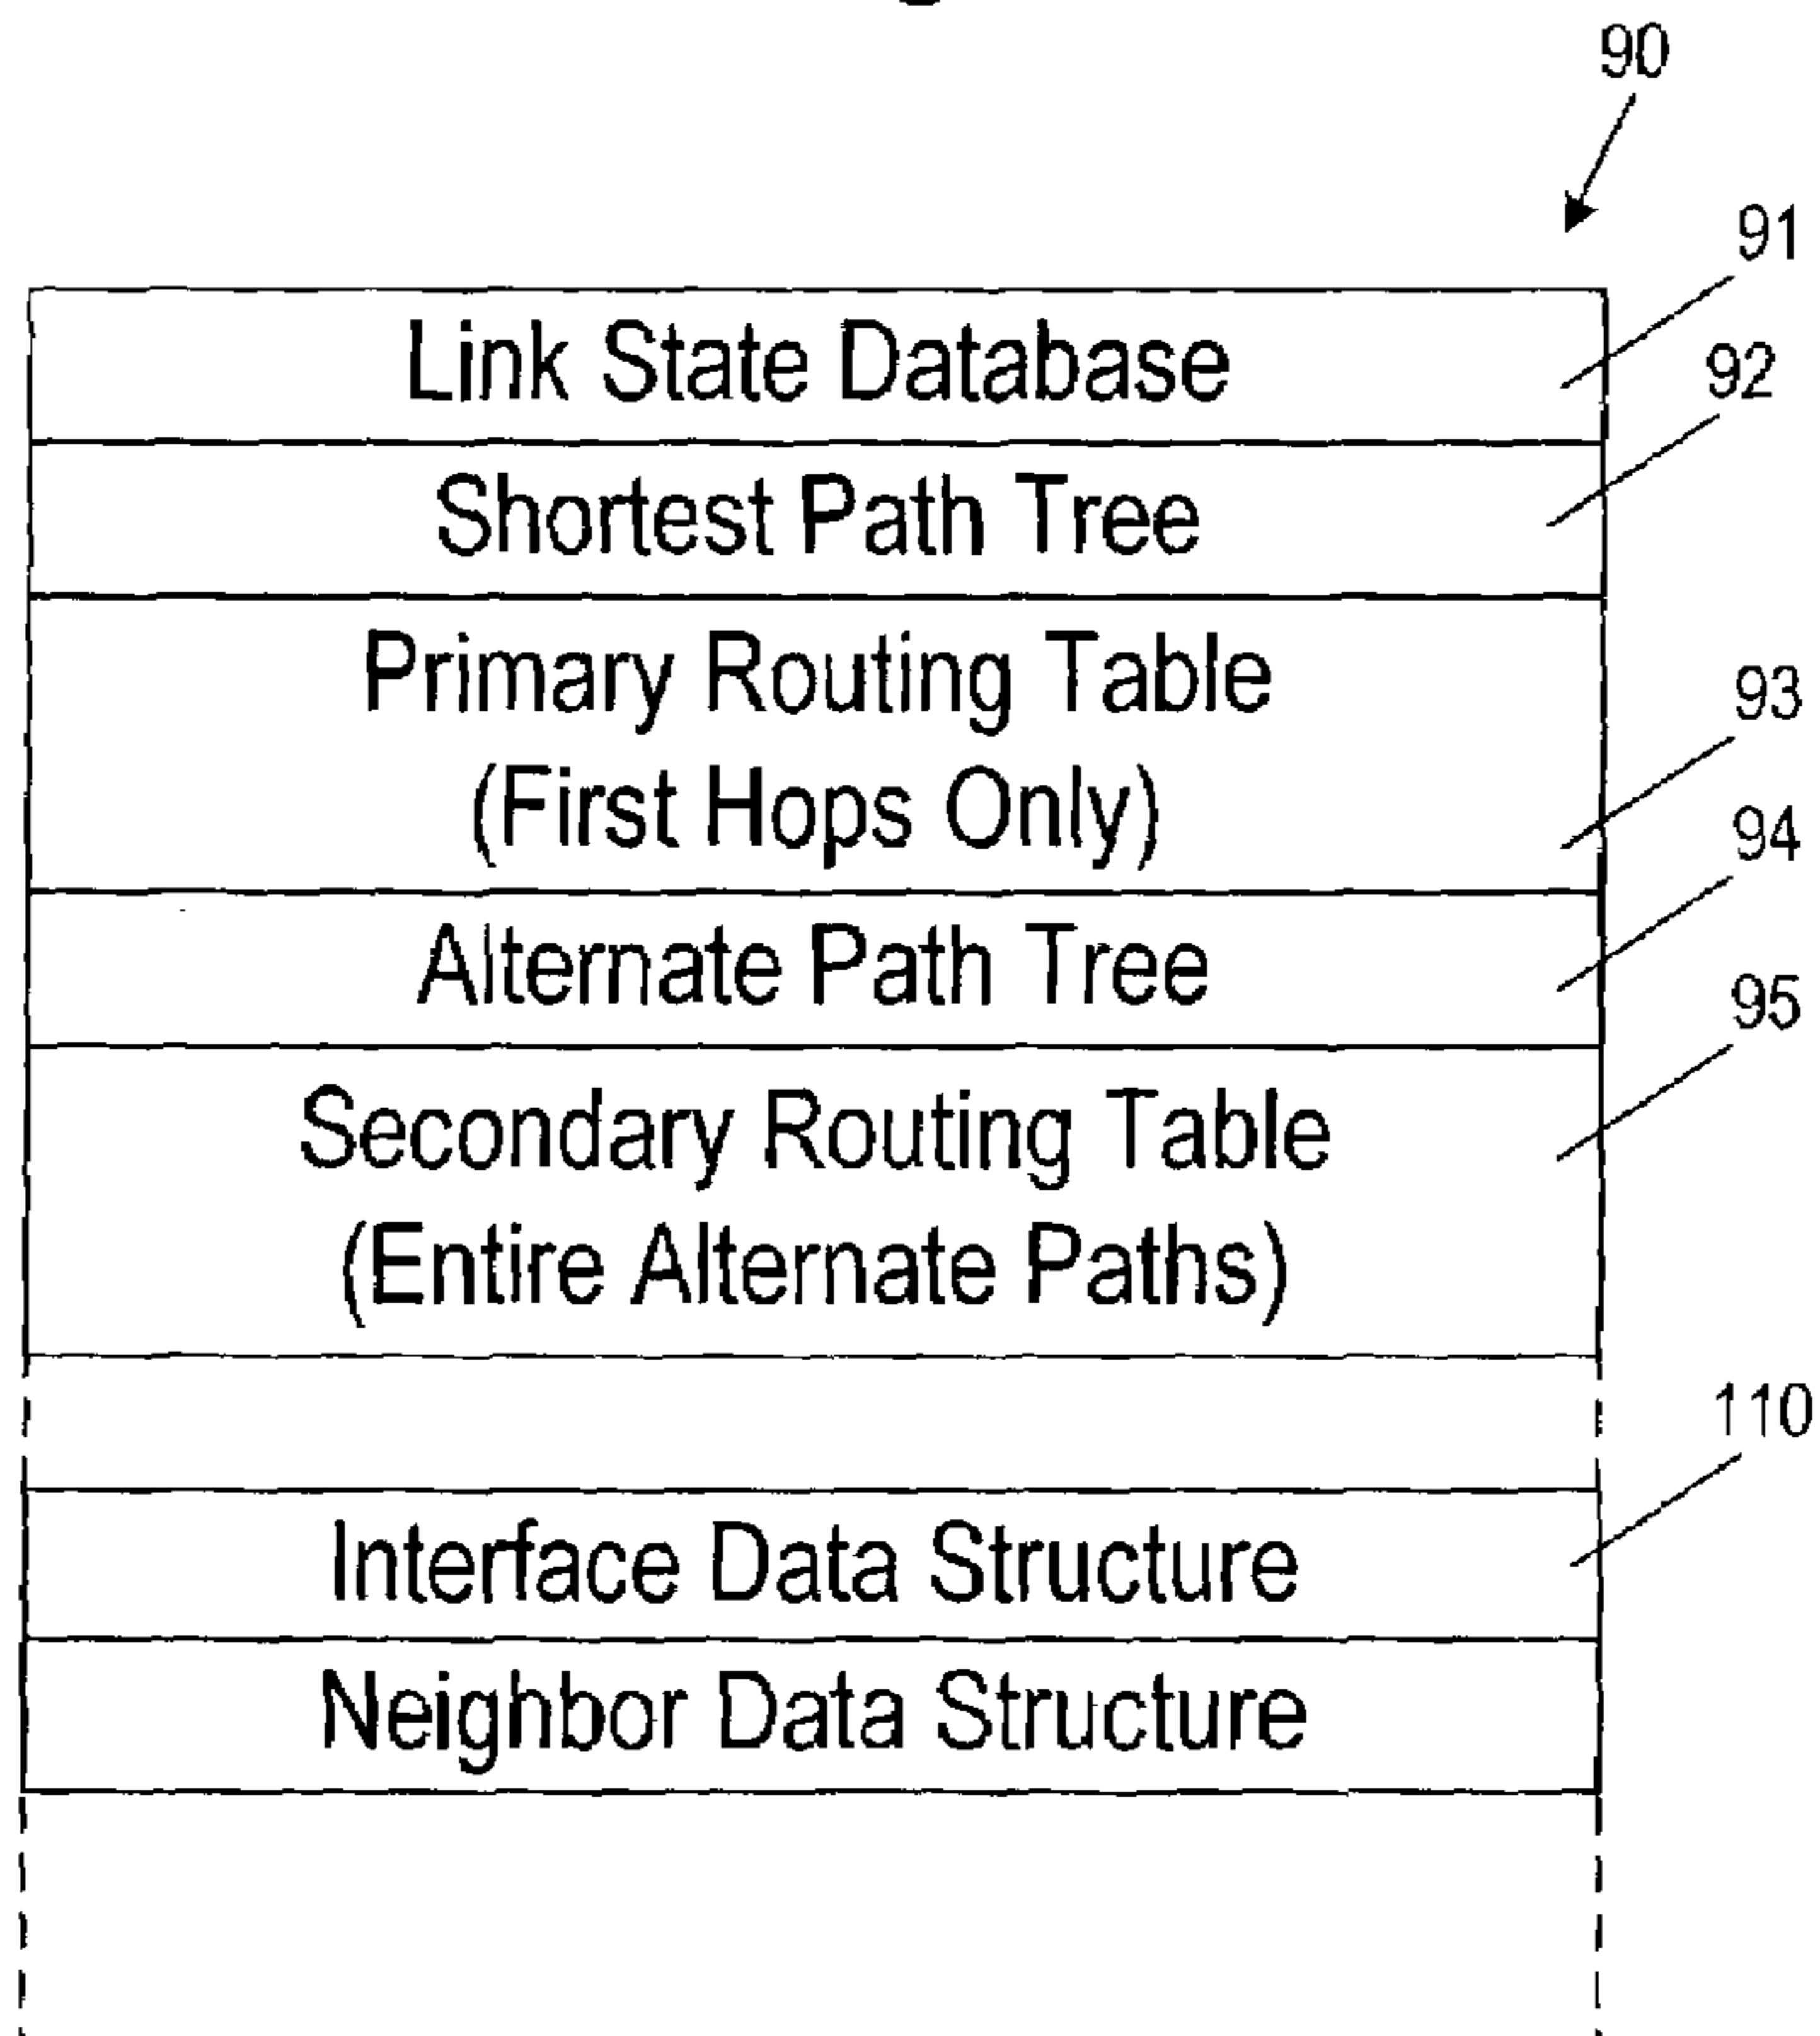 90
91
Link State Database
92
Shortest Path Tree
Primary Routing Table
93
(First Hops Only)
94
Alternate Path Tree
95
Secondary Routing Table
(Entire Alternate Paths)
110
Interface Data Structure
Neighbor Data Structure